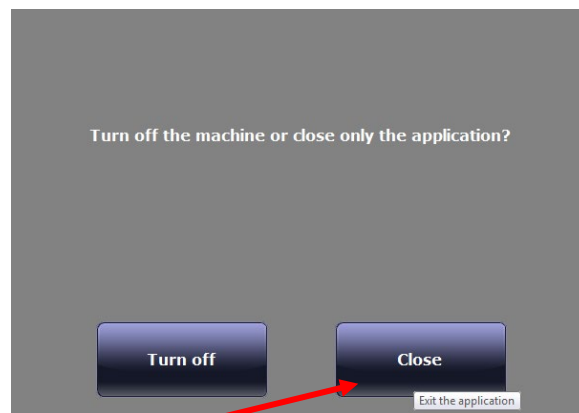 Turn off the machine or close only the application?
Turn off
Close
Exit the application